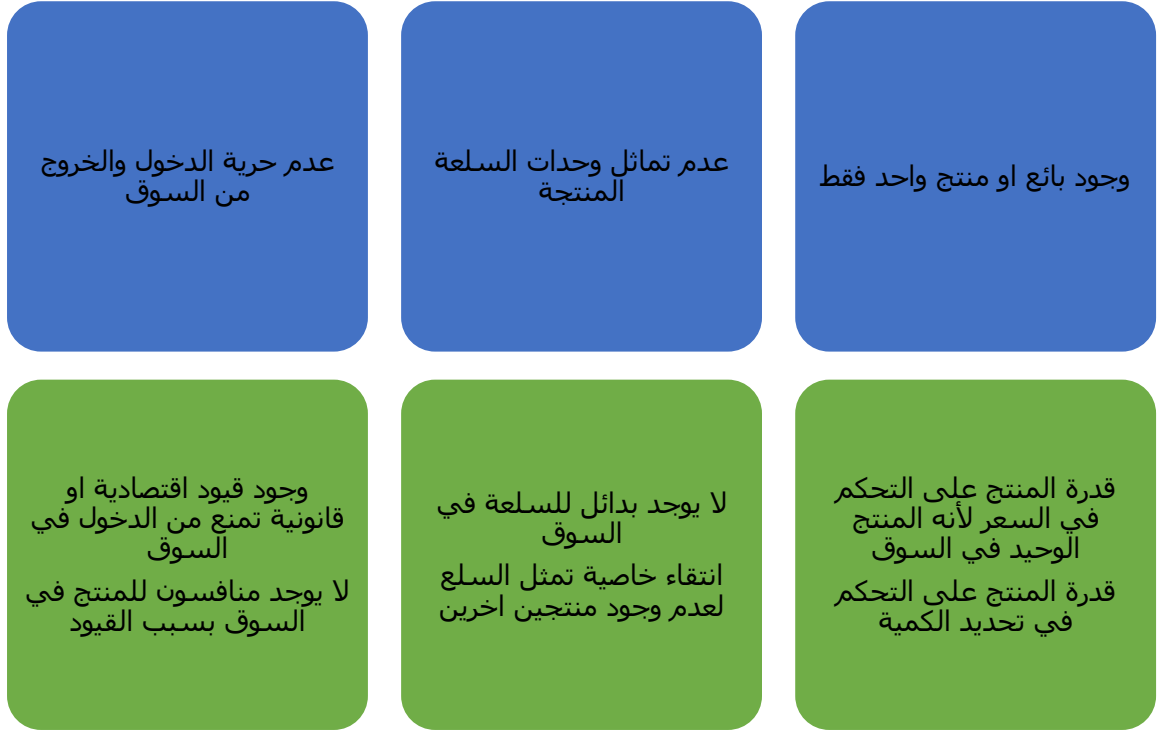 وجود بائع او منتج واحد فقط
عدم تماثل وحدات السلعة
المنتجة
عدم حرية الدخول والخروج
من السوق
قدرة المنتج على التحكم
في السعر لأنه المنتج
الوحيد في السوق
قدرة المنتج على التحكم
في تحديد الكمية
لا يوجد بدائل للسلعة في
السوق
انتقاء خاصية تمثل السلع
لعدم وجود منتجين اخرين
وجود قيود اقتصادية او
قانونية تمنع من الدخول في
السوق
لا يوجد منافسون للمنتج في
السوق بسبب القيود